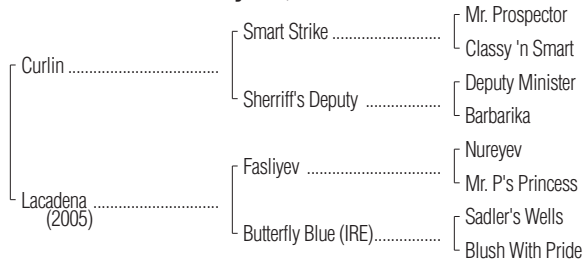 Mr. Prospector
Smart Strike ..........................
Classy 'n Smart
Curlin .....................................
Deputy Minister
Sherriff's Deputy ..................
Barbarika
Nureyev
Fasliyev .................................
Mr. P's Princess
Lacadena ...............................
(2005)
Sadler's Wells
Butterfly Blue (IRE)................
Blush With Pride